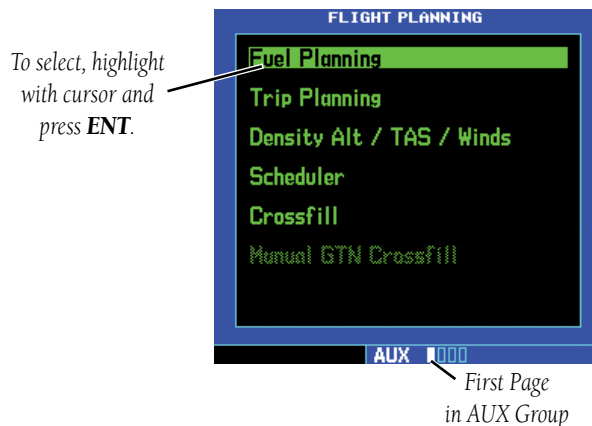 FLIGHT PLANNING
To select, highlight
with cursor and
press ENT.
Fuel Planning
Trip Planning
Density Alt / TAS / Winds
Scheduler
Crossfill
Manual GTN Crossfill
AUX
First Page
in AUX Group